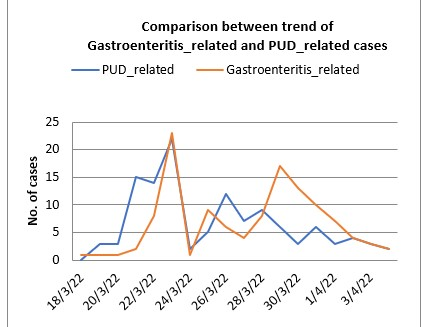 Comparison between trend of
Gastroenteritis_related and PUD_related cases
PUD_related Gastroenteritis_related
25
20
15
10
5
0
No. of cases
18/3/22 20/3/22 22/3/22 24/3/22 26/3/22 28/3/22 30/3/22 1/4/22 3/4/22